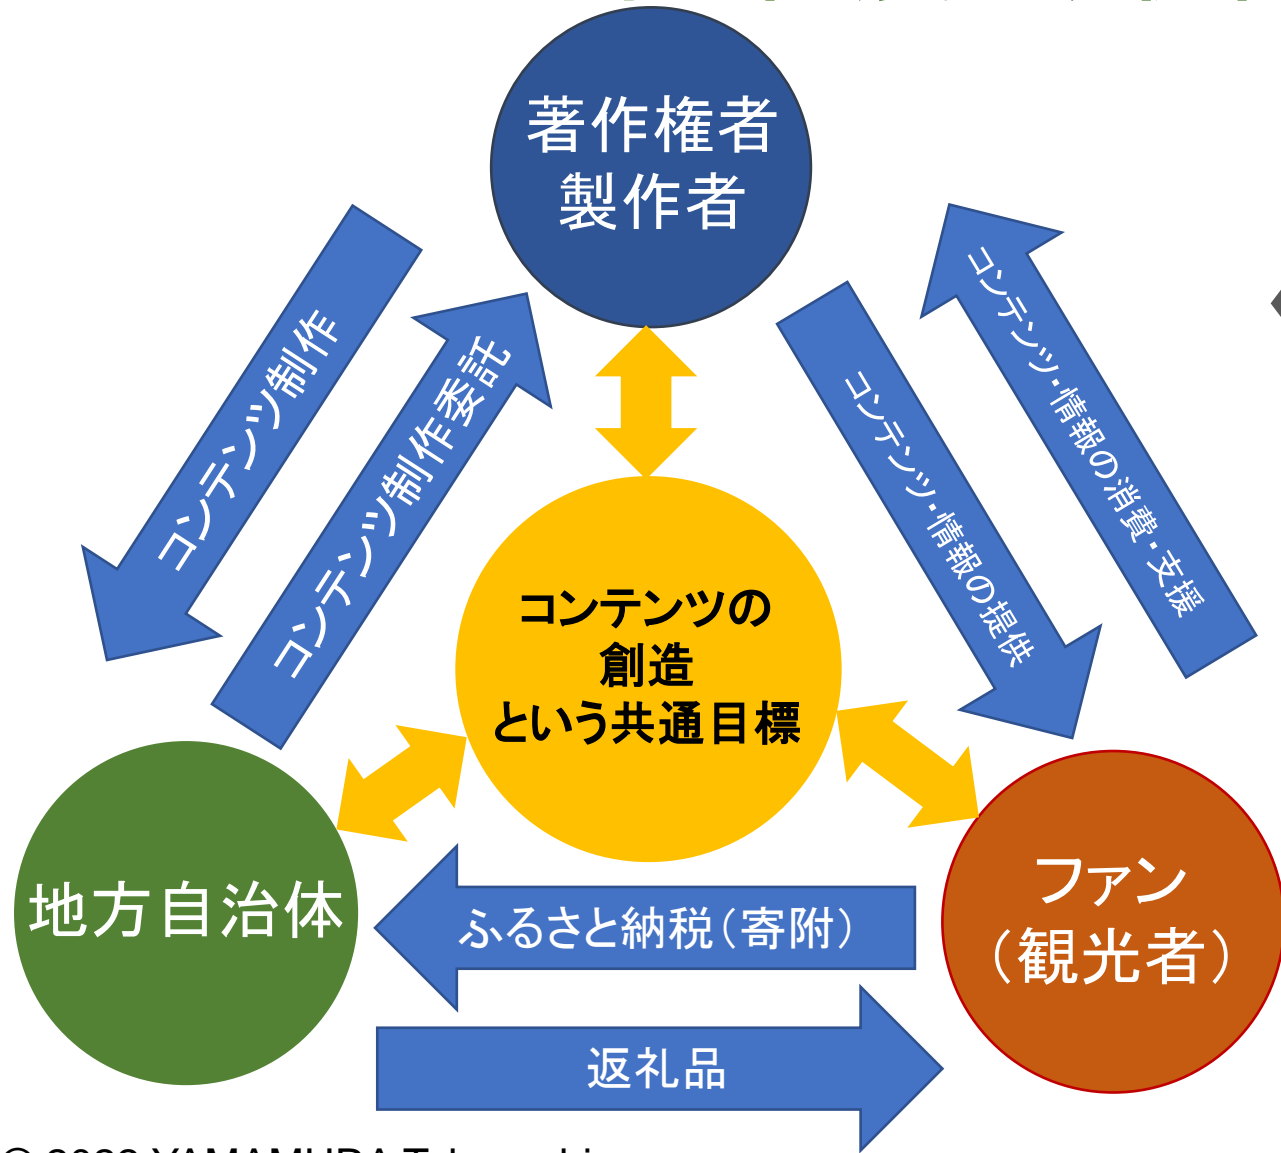 著作権者
製作者
コンテンツ制作
コンテンツ制作委託
コンテンツ・情報の提供
コンテンツ・情報の消費・支援
コンテンツの
創造
という共通目標
地方自治体
ふるさと納税(寄附)
返礼品
ファン
(観光者)